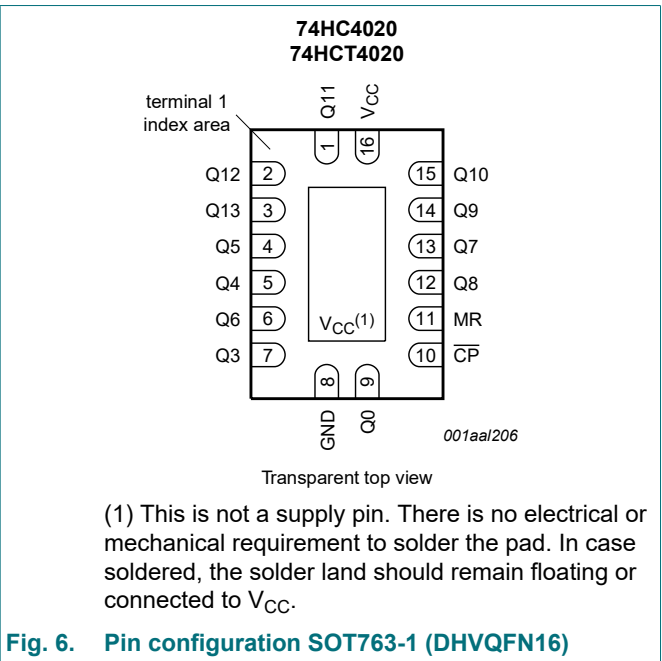 74HC4020
74HCT4020
terminal 1
index area
Q11
VCC
1
16
Q12 2
15 Q10
Q13 3
14 Q9
Q5 4
13 Q7
Q4 5
12 Q8
Q6 6
VCC(1)
11 MR
Q3 7
10 C̅P̅
8
9
GND
Q0
001aal206
Transparent top view
(1) This is not a supply pin. There is no electrical or
mechanical requirement to solder the pad. In case
soldered, the solder land should remain floating or
connected to VCC.
Fig. 6. Pin configuration SOT763-1 (DHVQFN16)